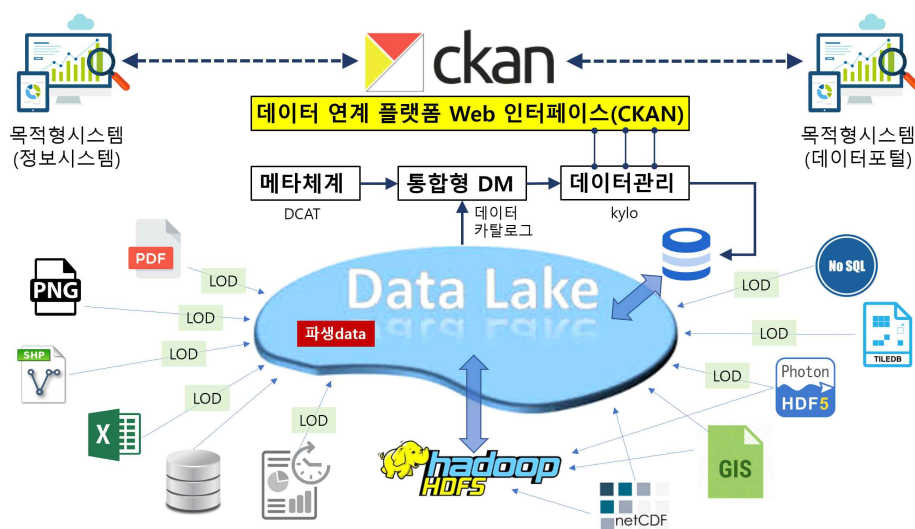 ckan
데이터 연계 플랫폼 Web 인터페이스(CKAN)
목적형시스템
(정보시스템)
목적형시스템
(데이터포털)
메타체계
통합형 DM
데이터관리
DCAT
데이터
카탈로그
kylo
PDF
LOD
PNG
LOD
SHP
LOD
X
LOD
LOD
Data Lake
파생data
No SQL
LOD
TILEDB
LOD
Photon
HDF5
LOD
GIS
hadoop
HDFS
netCDF